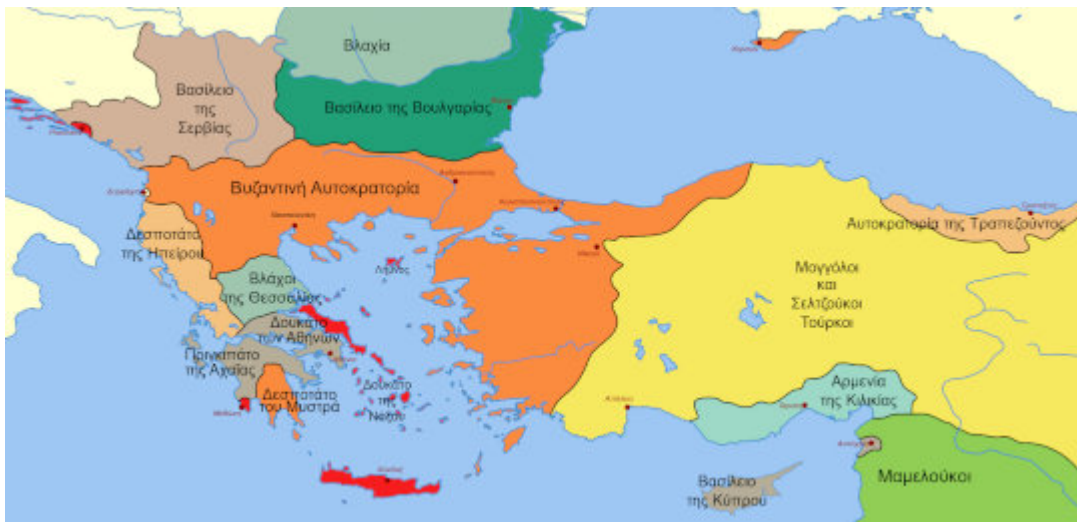 Βλαχία
Βασίλειο
της
Σερβίας
Βασίλειο της Βουλγαρίας
Βυζαντινή Αυτοκρατορία
Αυτοκρατορία της Τραπεζούντος
Δεσποτάτο
της Ηπείρου
Λήμνος
Βλάχοι
της Θεσσαλίας
Μογγόλοι
και
Σελτζούκοι
Τούρκοι
Δουκάτο
των Αθηνών
Πριγκιπάτο
της Αχαΐας
Δεσποτάτο
του Μυστρά
Δουκάτο
της
Νάξου
Αρμενία
της Κιλικίας
Μαμελούκοι
Βασίλειο
της Κύπρου